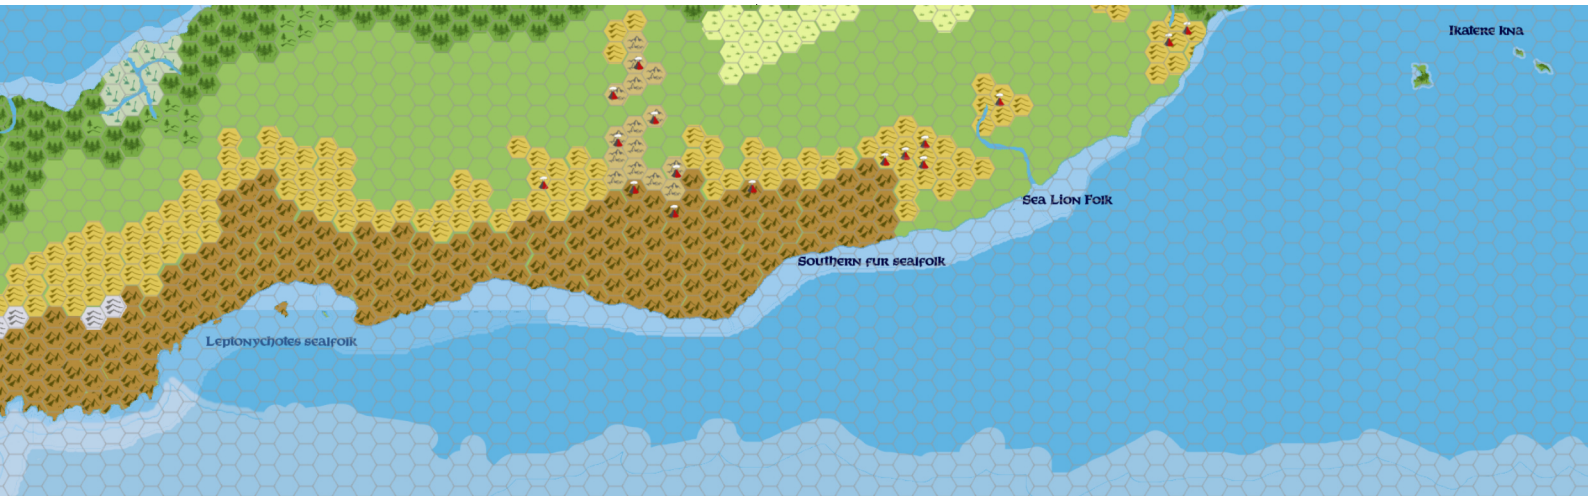 Ikatere kna
Sea Lion Folk
Southern fur sealfolk
Leptonychotes sealfolk